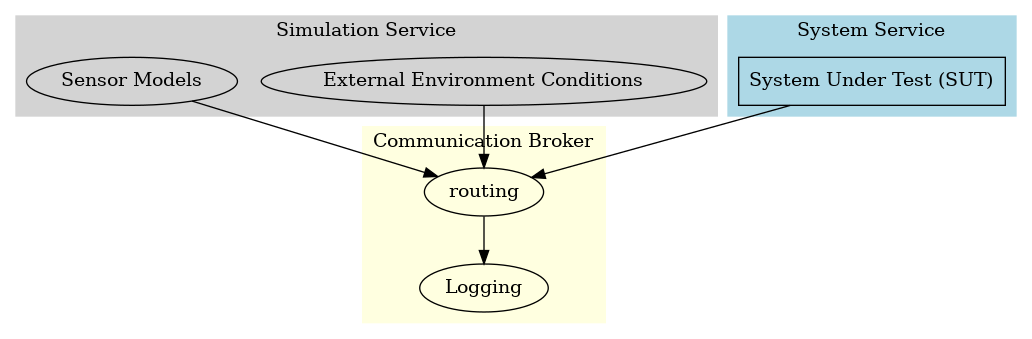 Simulation Service
System Service
Sensor Models
External Environment Conditions
System Under Test (SUT)
Communication Broker
routing
Logging